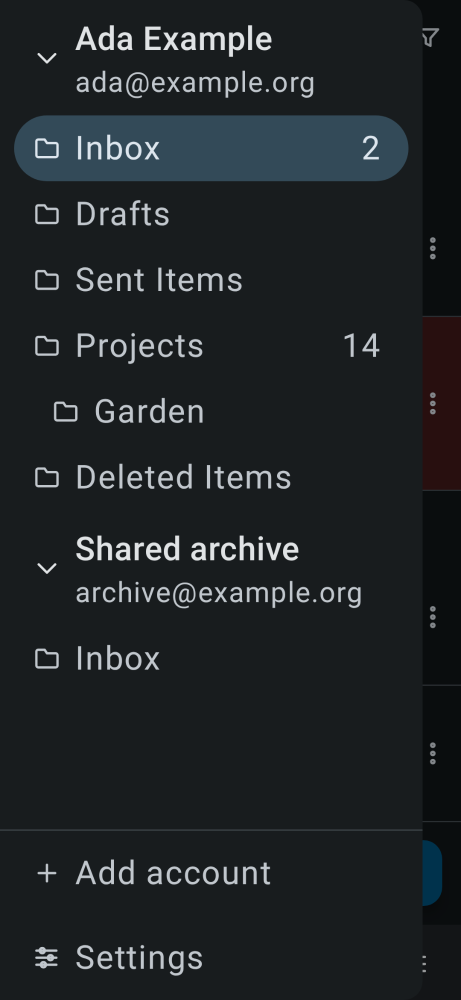 Ada Example
ada@example.org
Inbox 2
Drafts
Sent Items
Projects 14
Garden
Deleted Items
Shared archive
archive@example.org
Inbox
Add account
Settings